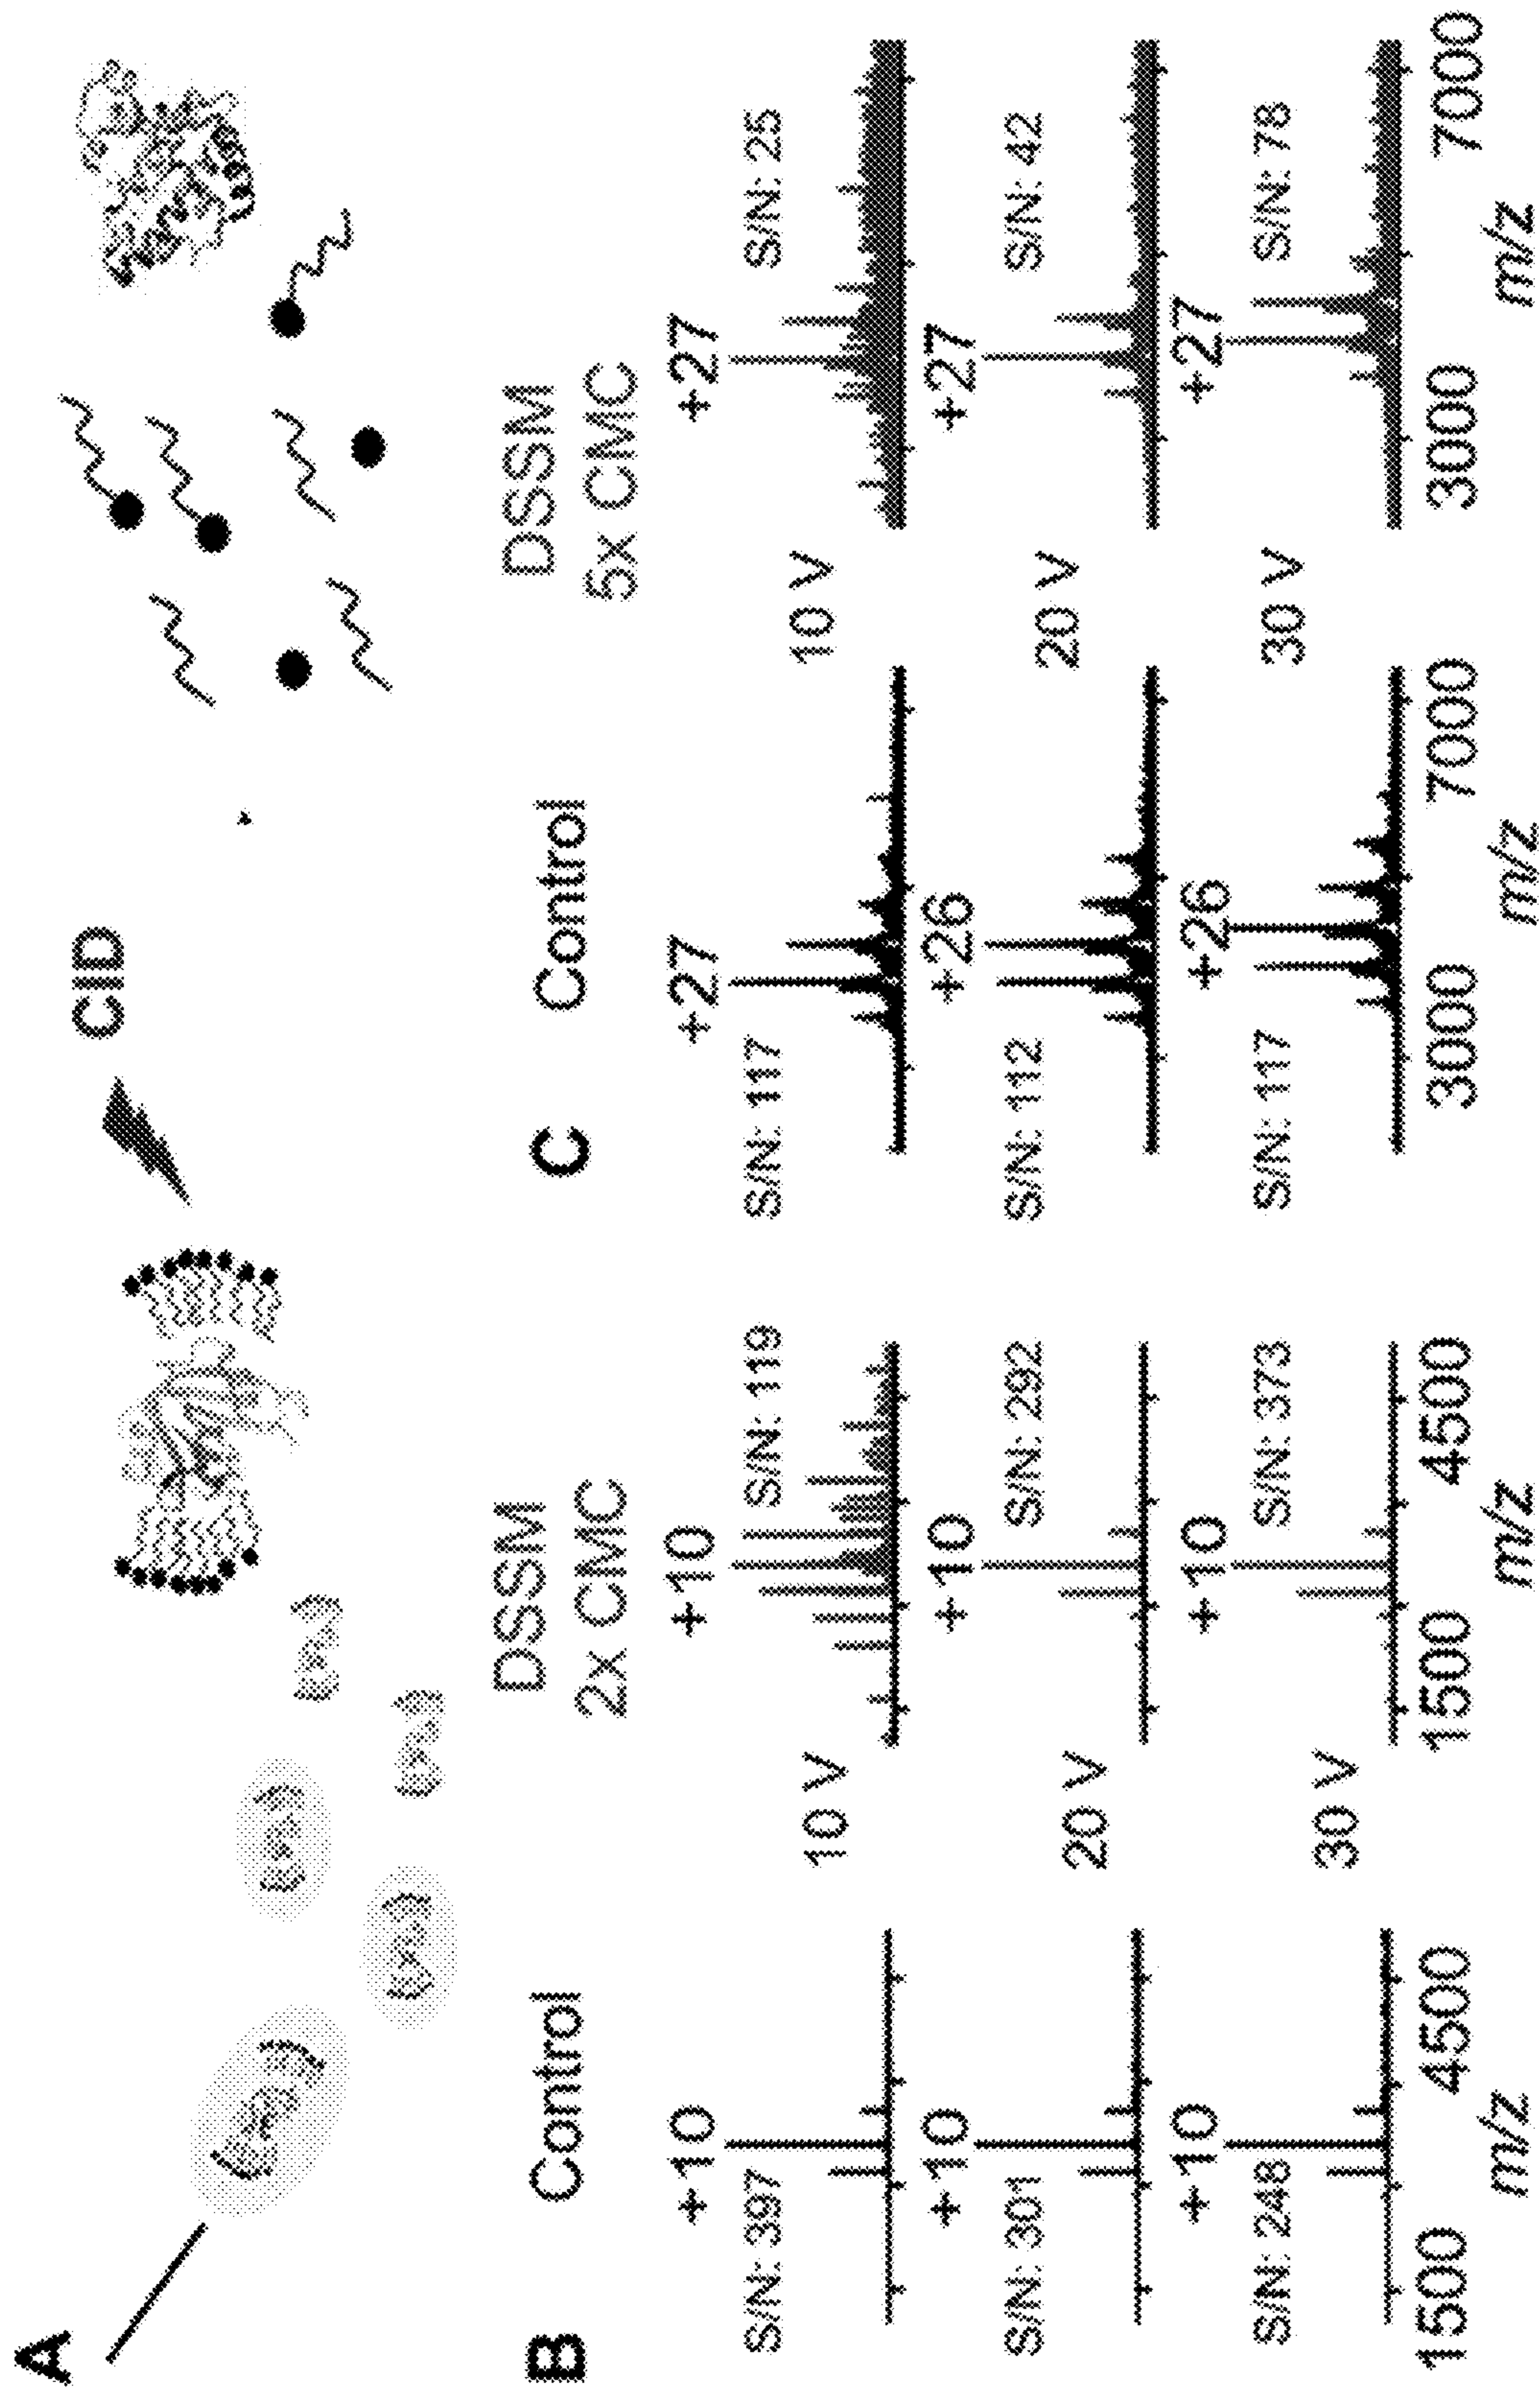 A
CID
B
Control
DSSM
2x CMC
+10
S/N: 397
10 V
+10
S/N: 119
+10
S/N: 301
20 V
+10
S/N: 292
+10
S/N: 248
30 V
+10
S/N: 373
1500
4500
m/z
1500
4500
m/z
C
Control
DSSM
5x CMC
+27
S/N: 117
10 V
+27
S/N: 25
+26
S/N: 112
20 V
+27
S/N: 42
+26
S/N: 117
30 V
+27
S/N: 78
3000
7000
m/z
3000
7000
m/z